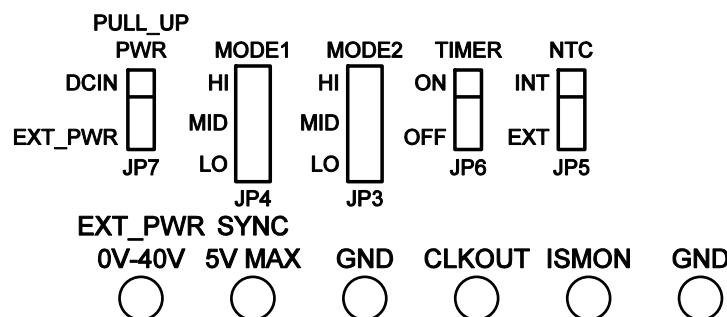 PULL_UP
PWR MODE1 MODE2 TIMER NTC
DCIN HI HI ON INT
MID MID
EXT_PWR OFF EXT
LO LO
JP7 JP6 JP5
JP4 JP3
EXT_PWR SYNC
0V-40V 5V MAX GND CLKOUT ISMON GND